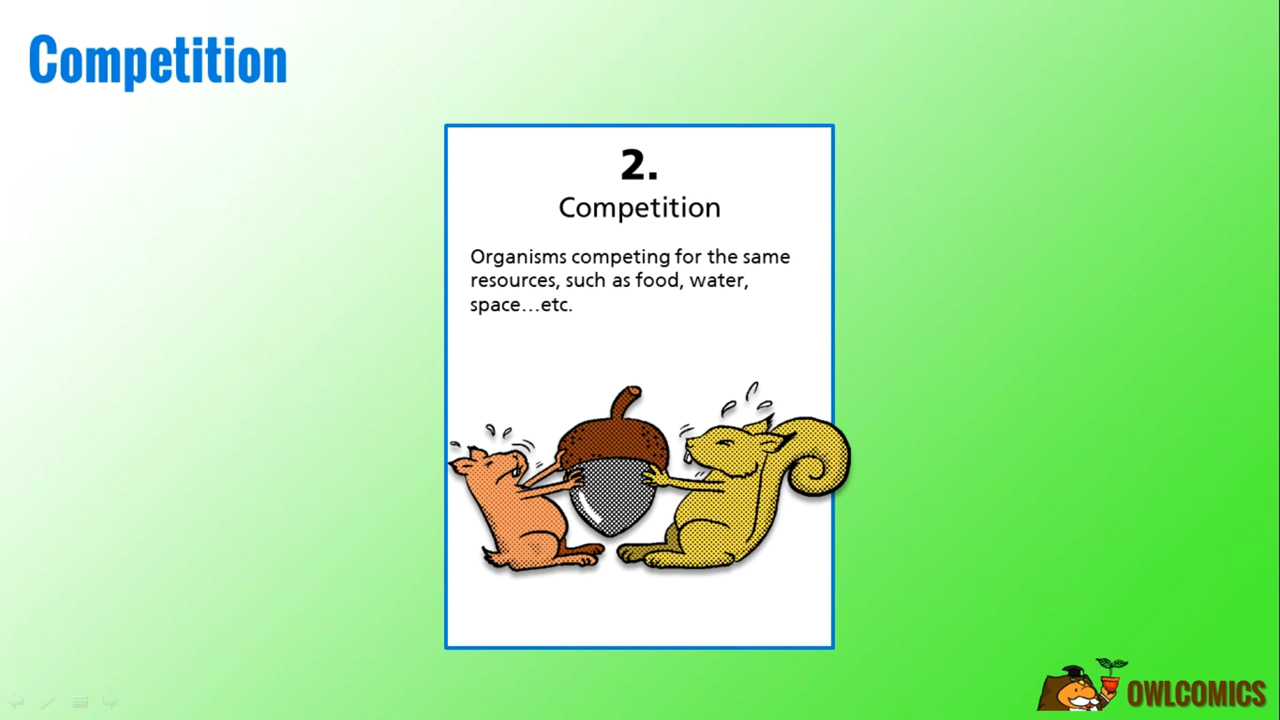 Competition
2.
Competition
Organisms competing for the same
resources, such as food, water,
space...etc.
OWLCOMICS